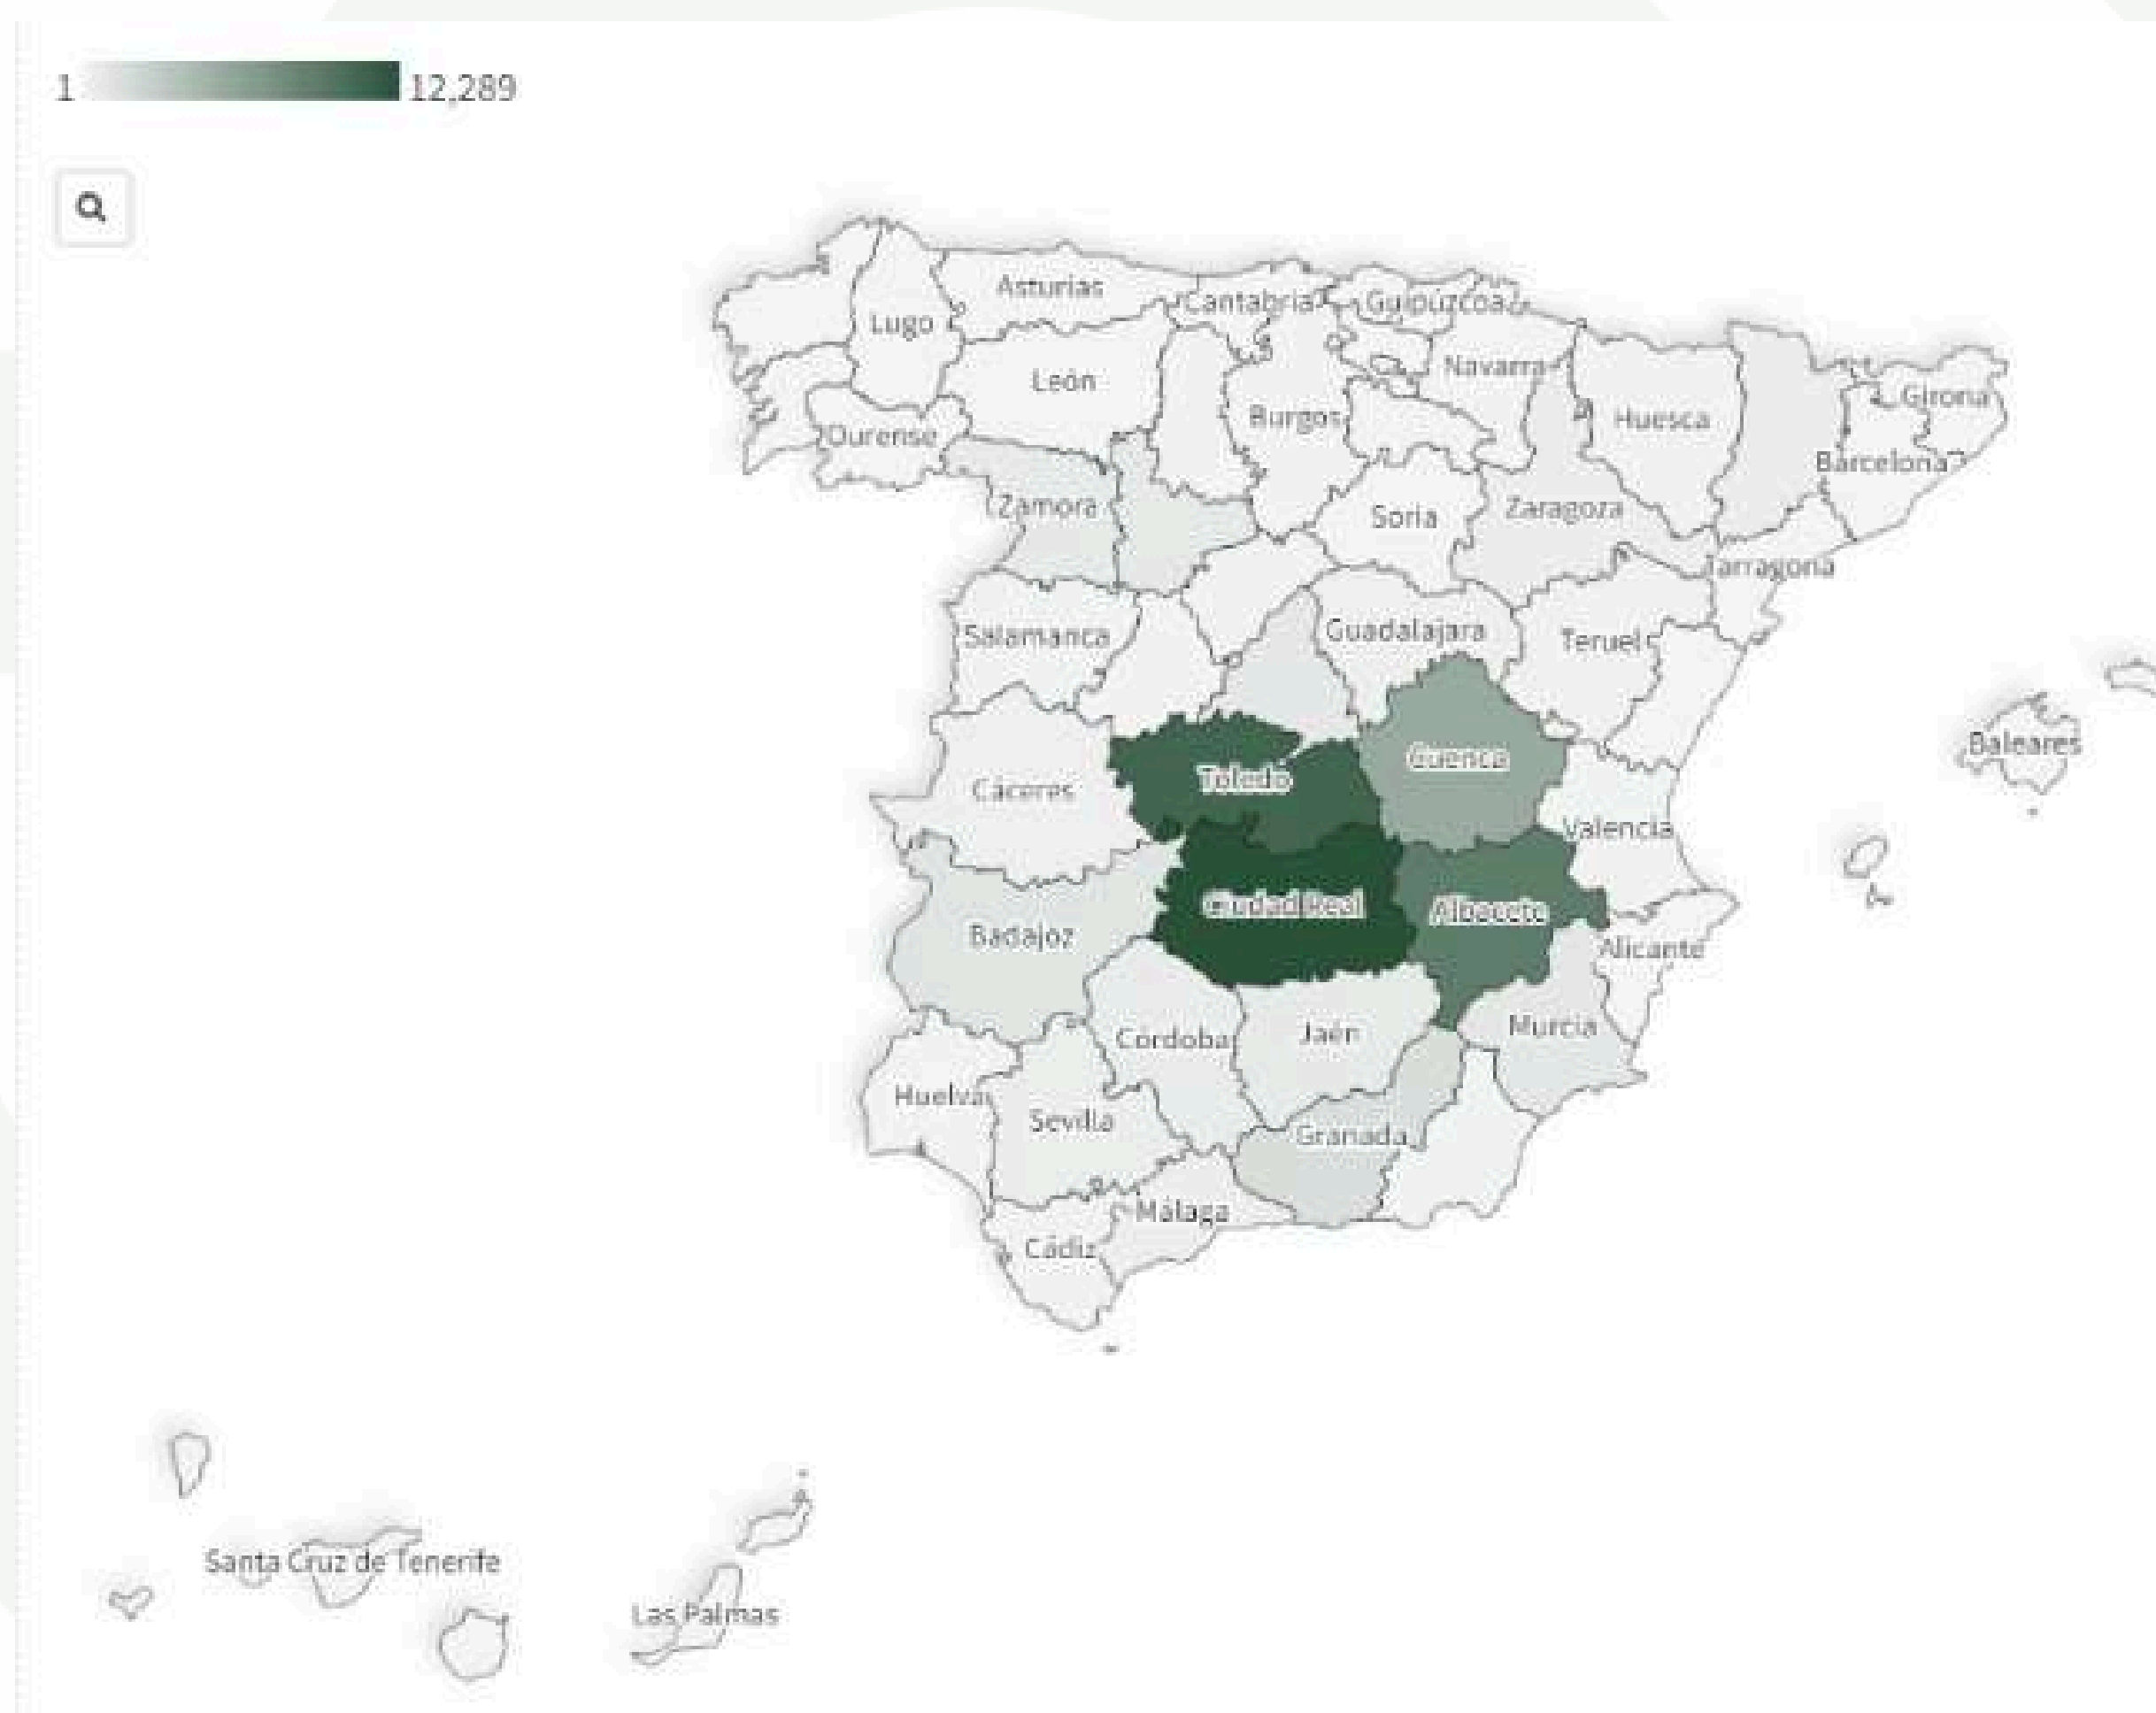 1 12,289
Asturias
Cantabria
Guipúzcoa
Lugo
Navarra
León
Girona
Burgos
Huesca
Ourense
Barcelona
Zamora
Zaragoza
Soria
Tarragona
Guadalajara
Salamanca
Teruel
Baleares
Cuenca
Toledo
Cáceres
Valencia
Ciudad Real
Albacete
Badajoz
Alicante
Murcia
Jaén
Córdoba
Huelva
Sevilla
Granada
Málaga
Cádiz
Santa Cruz de Tenerife
Las Palmas